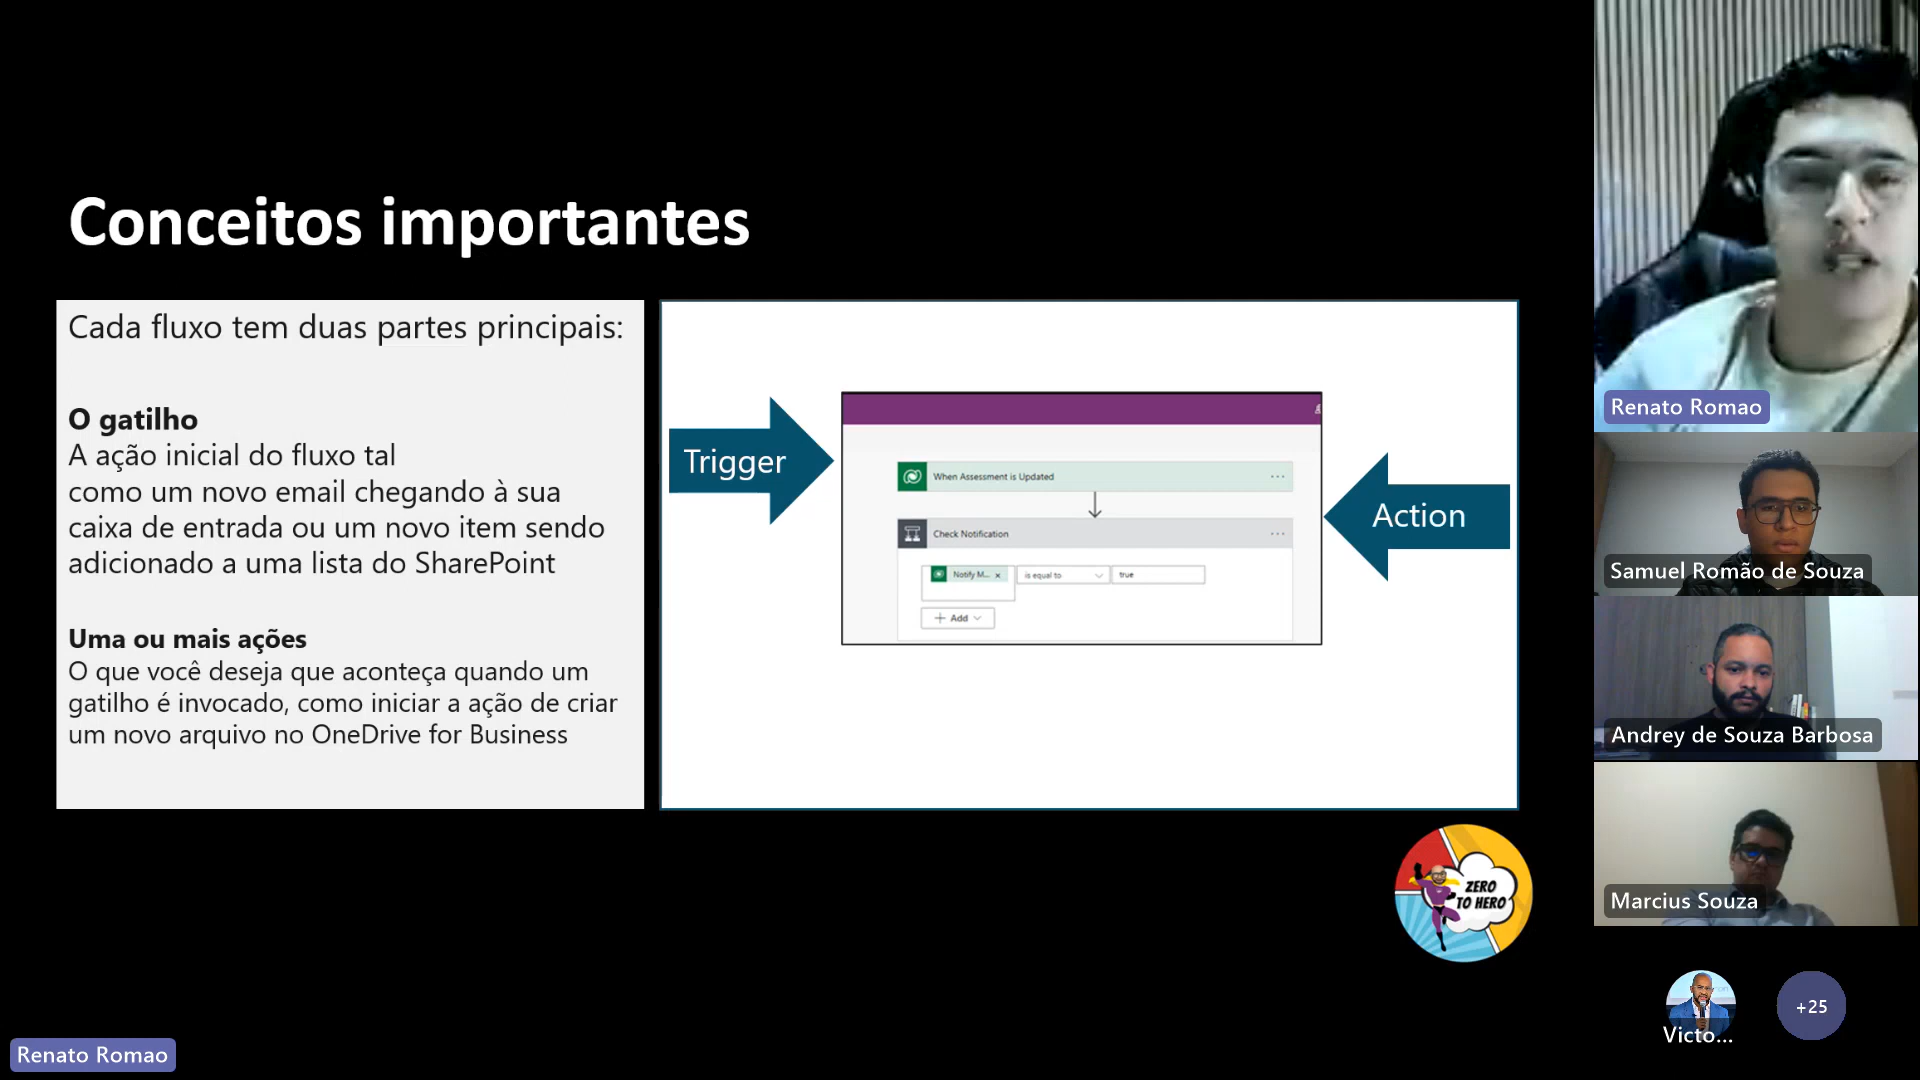 Conceitos importantes
Cada fluxo tem duas partes principais:
O gatilho
A ação inicial do fluxo tal
como um novo email chegando à sua
caixa de entrada ou um novo item sendo
adicionado a uma lista do SharePoint
Uma ou mais ações
O que você deseja que aconteça quando um
gatilho é invocado, como iniciar a ação de criar
um novo arquivo no OneDrive for Business
Trigger
When Assessment is Updated
Check Notification
Notify M... × is equal to true
+ Add
Action
ZERO
TO HERO
Renato Romao
Samuel Romão de Souza
Andrey de Souza Barbosa
Marcius Souza
Victo...
+25
Renato Romao